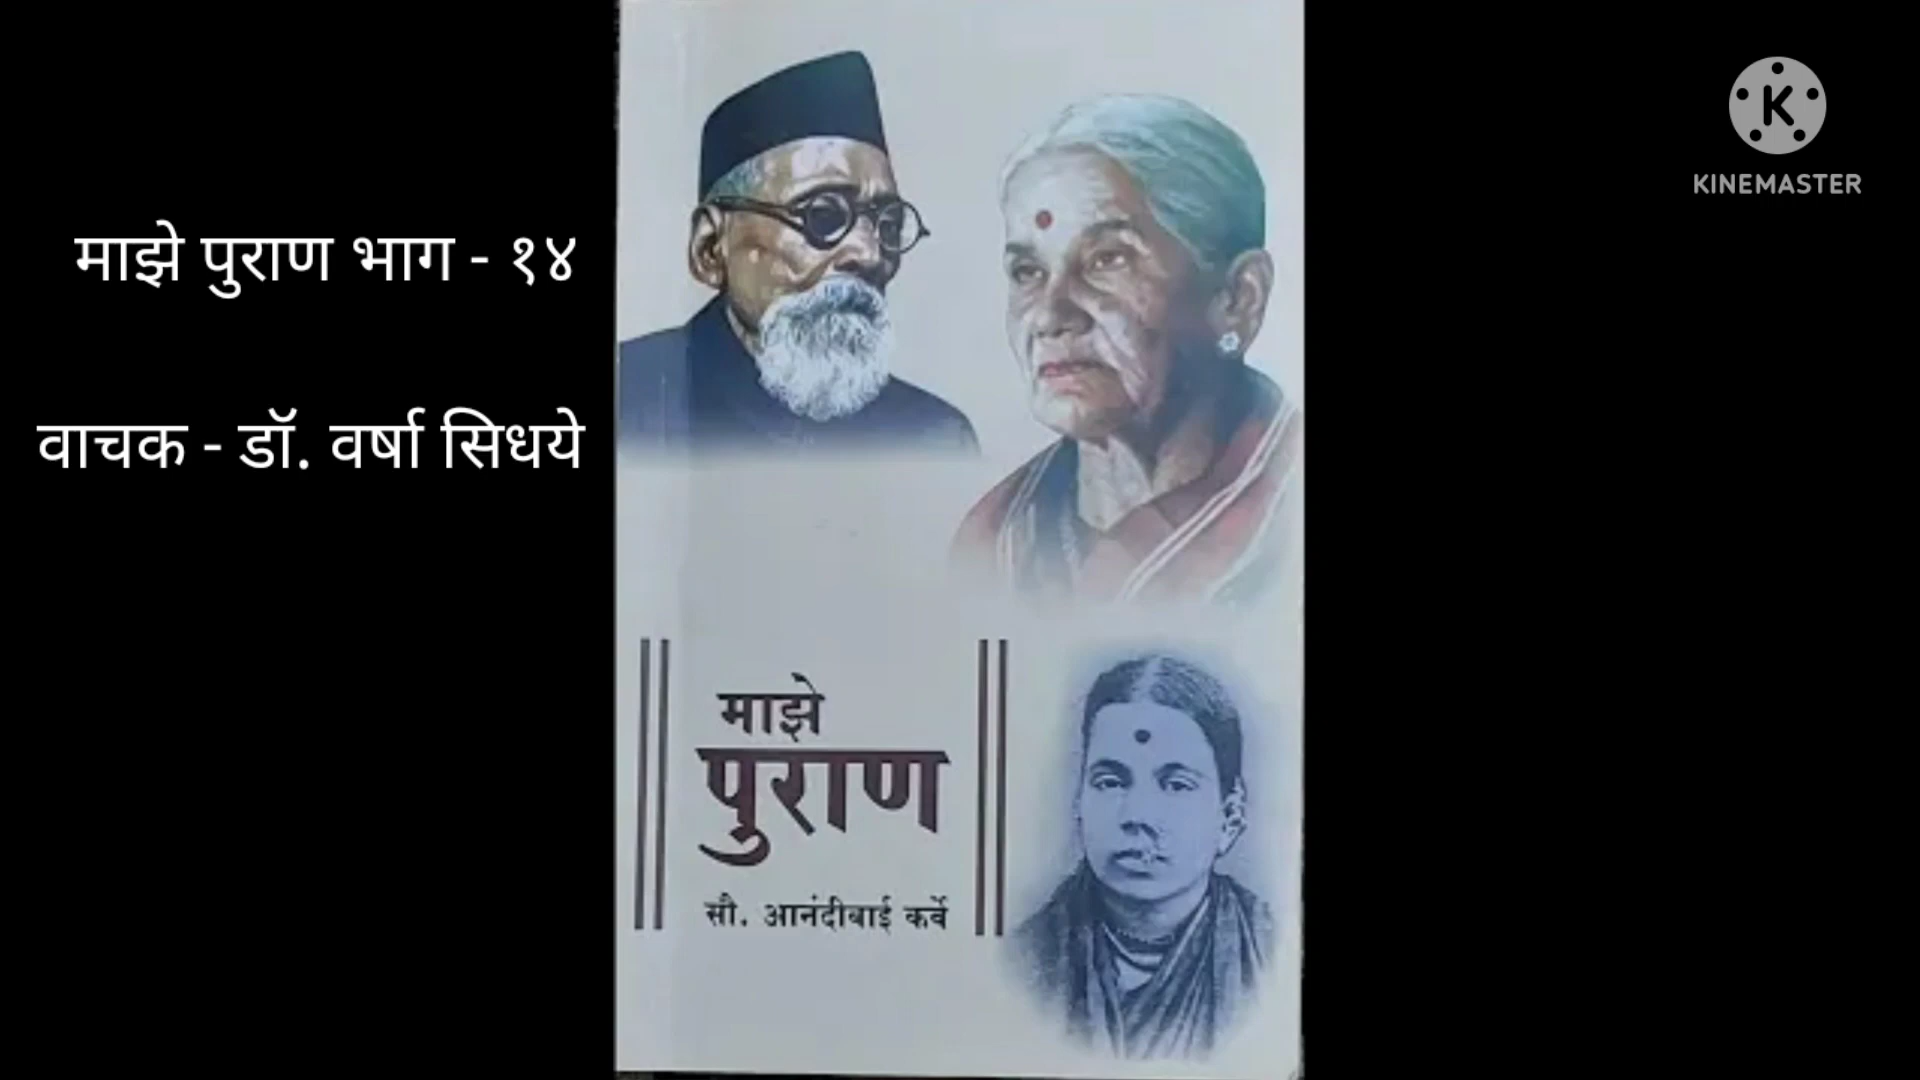 माझे पुराण भाग - १४
वाचक - डॉ. वर्षा सिधये
माझे
पुराण
सौ. आनंदीबाई कर्वे
KINEMASTER